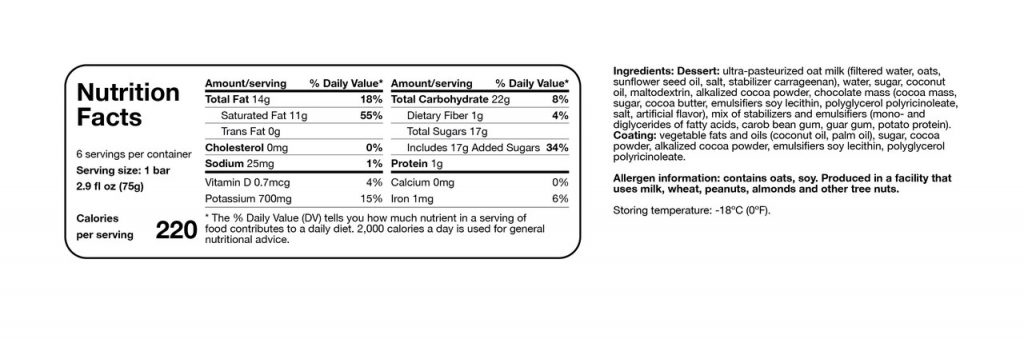 Nutrition
Facts
6 servings per container
Serving size: 1 bar
2.9 fl oz (75g)
Calories
per serving 220
Amount/serving % Daily Value*
Total Fat 14g 18%
Saturated Fat 11g 55%
Trans Fat 0g
Cholesterol 0mg 0%
Sodium 25mg 1%
Amount/serving % Daily Value*
Total Carbohydrate 22g 8%
Dietary Fiber 1g 4%
Total Sugars 17g
Includes 17g Added Sugars 34%
Protein 1g
Vitamin D 0.7mcg 4% Calcium 0mg 0%
Potassium 700mg 15% Iron 1mg 6%
* The % Daily Value (DV) tells you how much nutrient in a serving of
food contributes to a daily diet. 2,000 calories a day is used for general
nutritional advice.
Ingredients: Dessert: ultra-pasteurized oat milk (filtered water, oats,
sunflower seed oil, salt, stabilizer carrageenan), water, sugar, coconut
oil, maltodextrin, alkalized cocoa powder, chocolate mass (cocoa mass,
sugar, cocoa butter, emulsifiers soy lecithin, polyglycerol polyricinoleate,
salt, artificial flavor), mix of stabilizers and emulsifiers (mono- and
diglycerides of fatty acids, carob bean gum, guar gum, potato protein).
Coating: vegetable fats and oils (coconut oil, palm oil), sugar, cocoa
powder, alkalized cocoa powder, emulsifiers soy lecithin, polyglycerol
polyricinoleate.
Allergen information: contains oats, soy. Produced in a facility that
uses milk, wheat, peanuts, almonds and other tree nuts.
Storing temperature: -18ºC (0ºF).